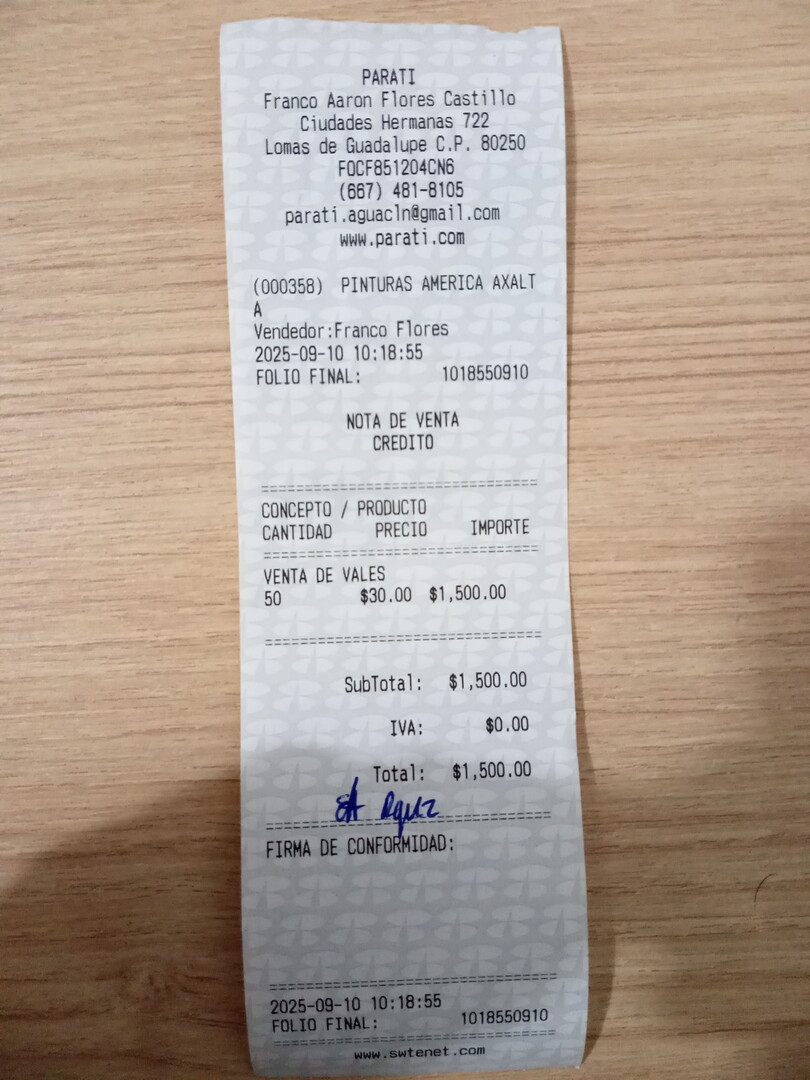 PARATI
Franco Aaron Flores Castillo
Ciudades Hermanas 722
Lomas de Guadalupe C.P. 80250
FOCF851204CN6
(667) 481-8105
parati.aguacln@gmail.com
www.parati.com
(000358) PINTURAS AMERICA AXALT
A
Vendedor:Franco Flores
2025-09-10 10:18:55
FOLIO FINAL: 1018550910
NOTA DE VENTA
CREDITO
CONCEPTO / PRODUCTO
CANTIDAD PRECIO IMPORTE
VENTA DE VALES
50 $30.00 $1,500.00
SubTotal: $1,500.00
IVA: $0.00
Total: $1,500.00
FIRMA DE CONFORMIDAD:
2025-09-10 10:18:55
FOLIO FINAL: 1018550910
www.swtenet.com